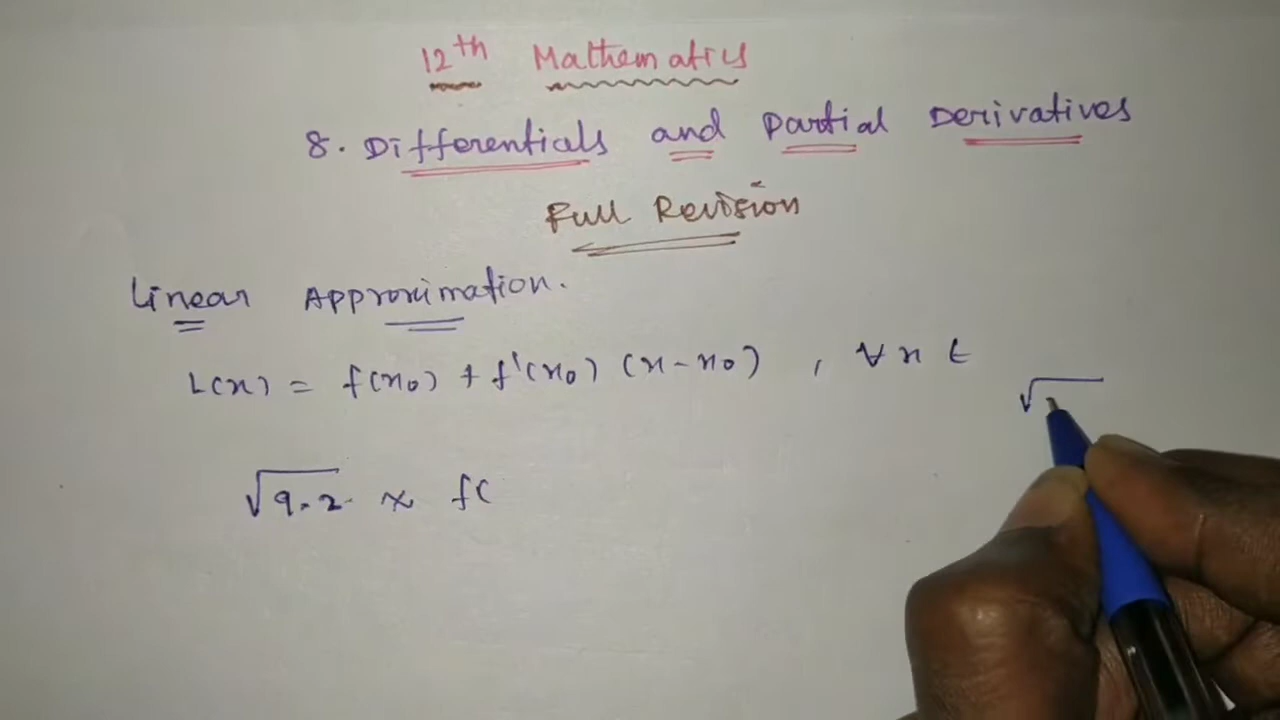 12th Mathematics
8. Differentials and Partial Derivatives
Full Revision
Linear Approximation.
L(x) = f(x0) + f'(x0) (x-x0) , ∀ x ∈
√
√9.2 ≈ f(